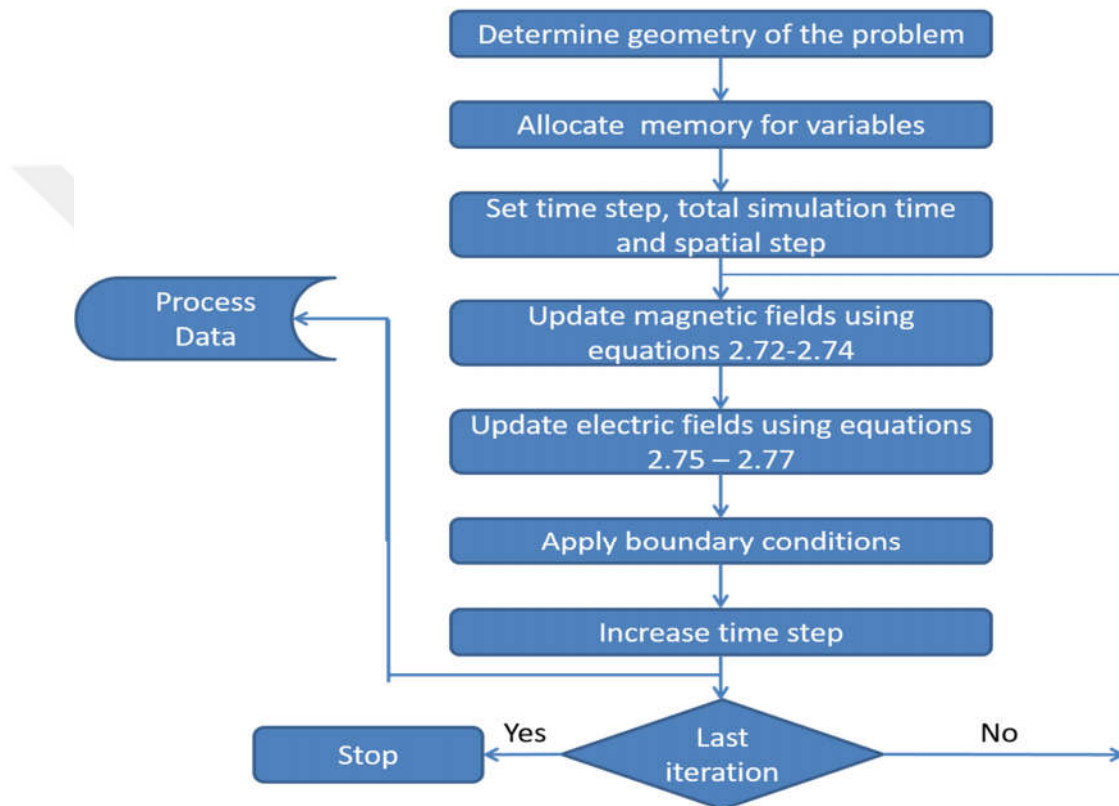 Determine geometry of the problem
Allocate memory for variables
Set time step, total simulation time
and spatial step
Process
Data
Update magnetic fields using
equations 2.72-2.74
Update electric fields using equations
2.75 – 2.77
Apply boundary conditions
Increase time step
Last
iteration
Yes
No
Stop